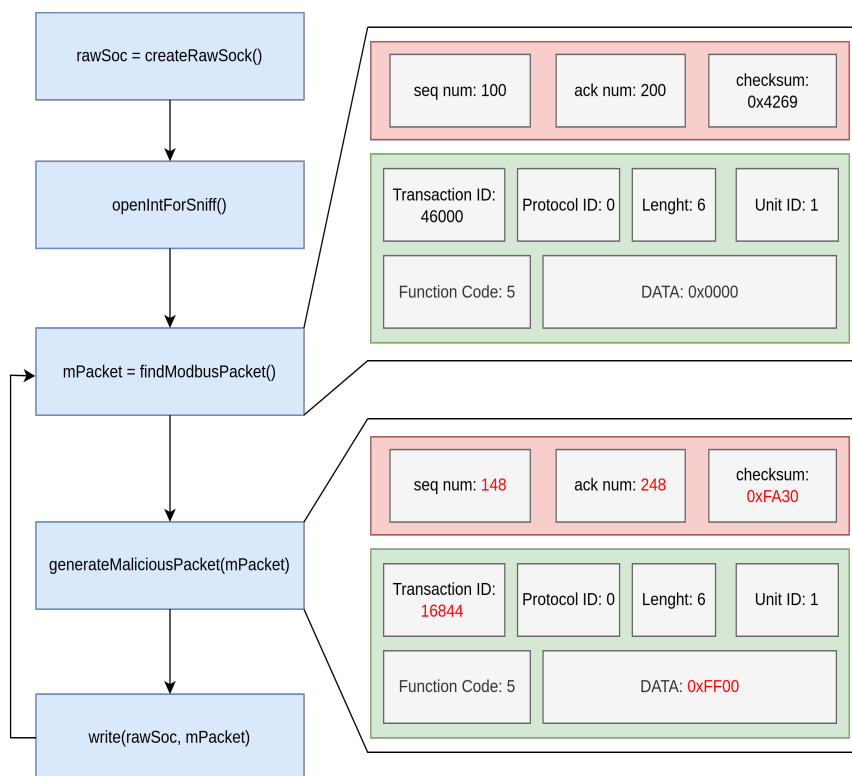 rawSoc = createRawSock()
openIntForSniff()
mPacket = findModbusPacket()
generateMaliciousPacket(mPacket)
write(rawSoc, mPacket)
seq num: 100
ack num: 200
checksum:
0x4269
Transaction ID:
46000
Protocol ID: 0
Lenght: 6
Unit ID: 1
Function Code: 5
DATA: 0x0000
seq num: 148
ack num: 248
checksum:
0xFA30
Transaction ID:
16844
Protocol ID: 0
Lenght: 6
Unit ID: 1
Function Code: 5
DATA: 0xFF00